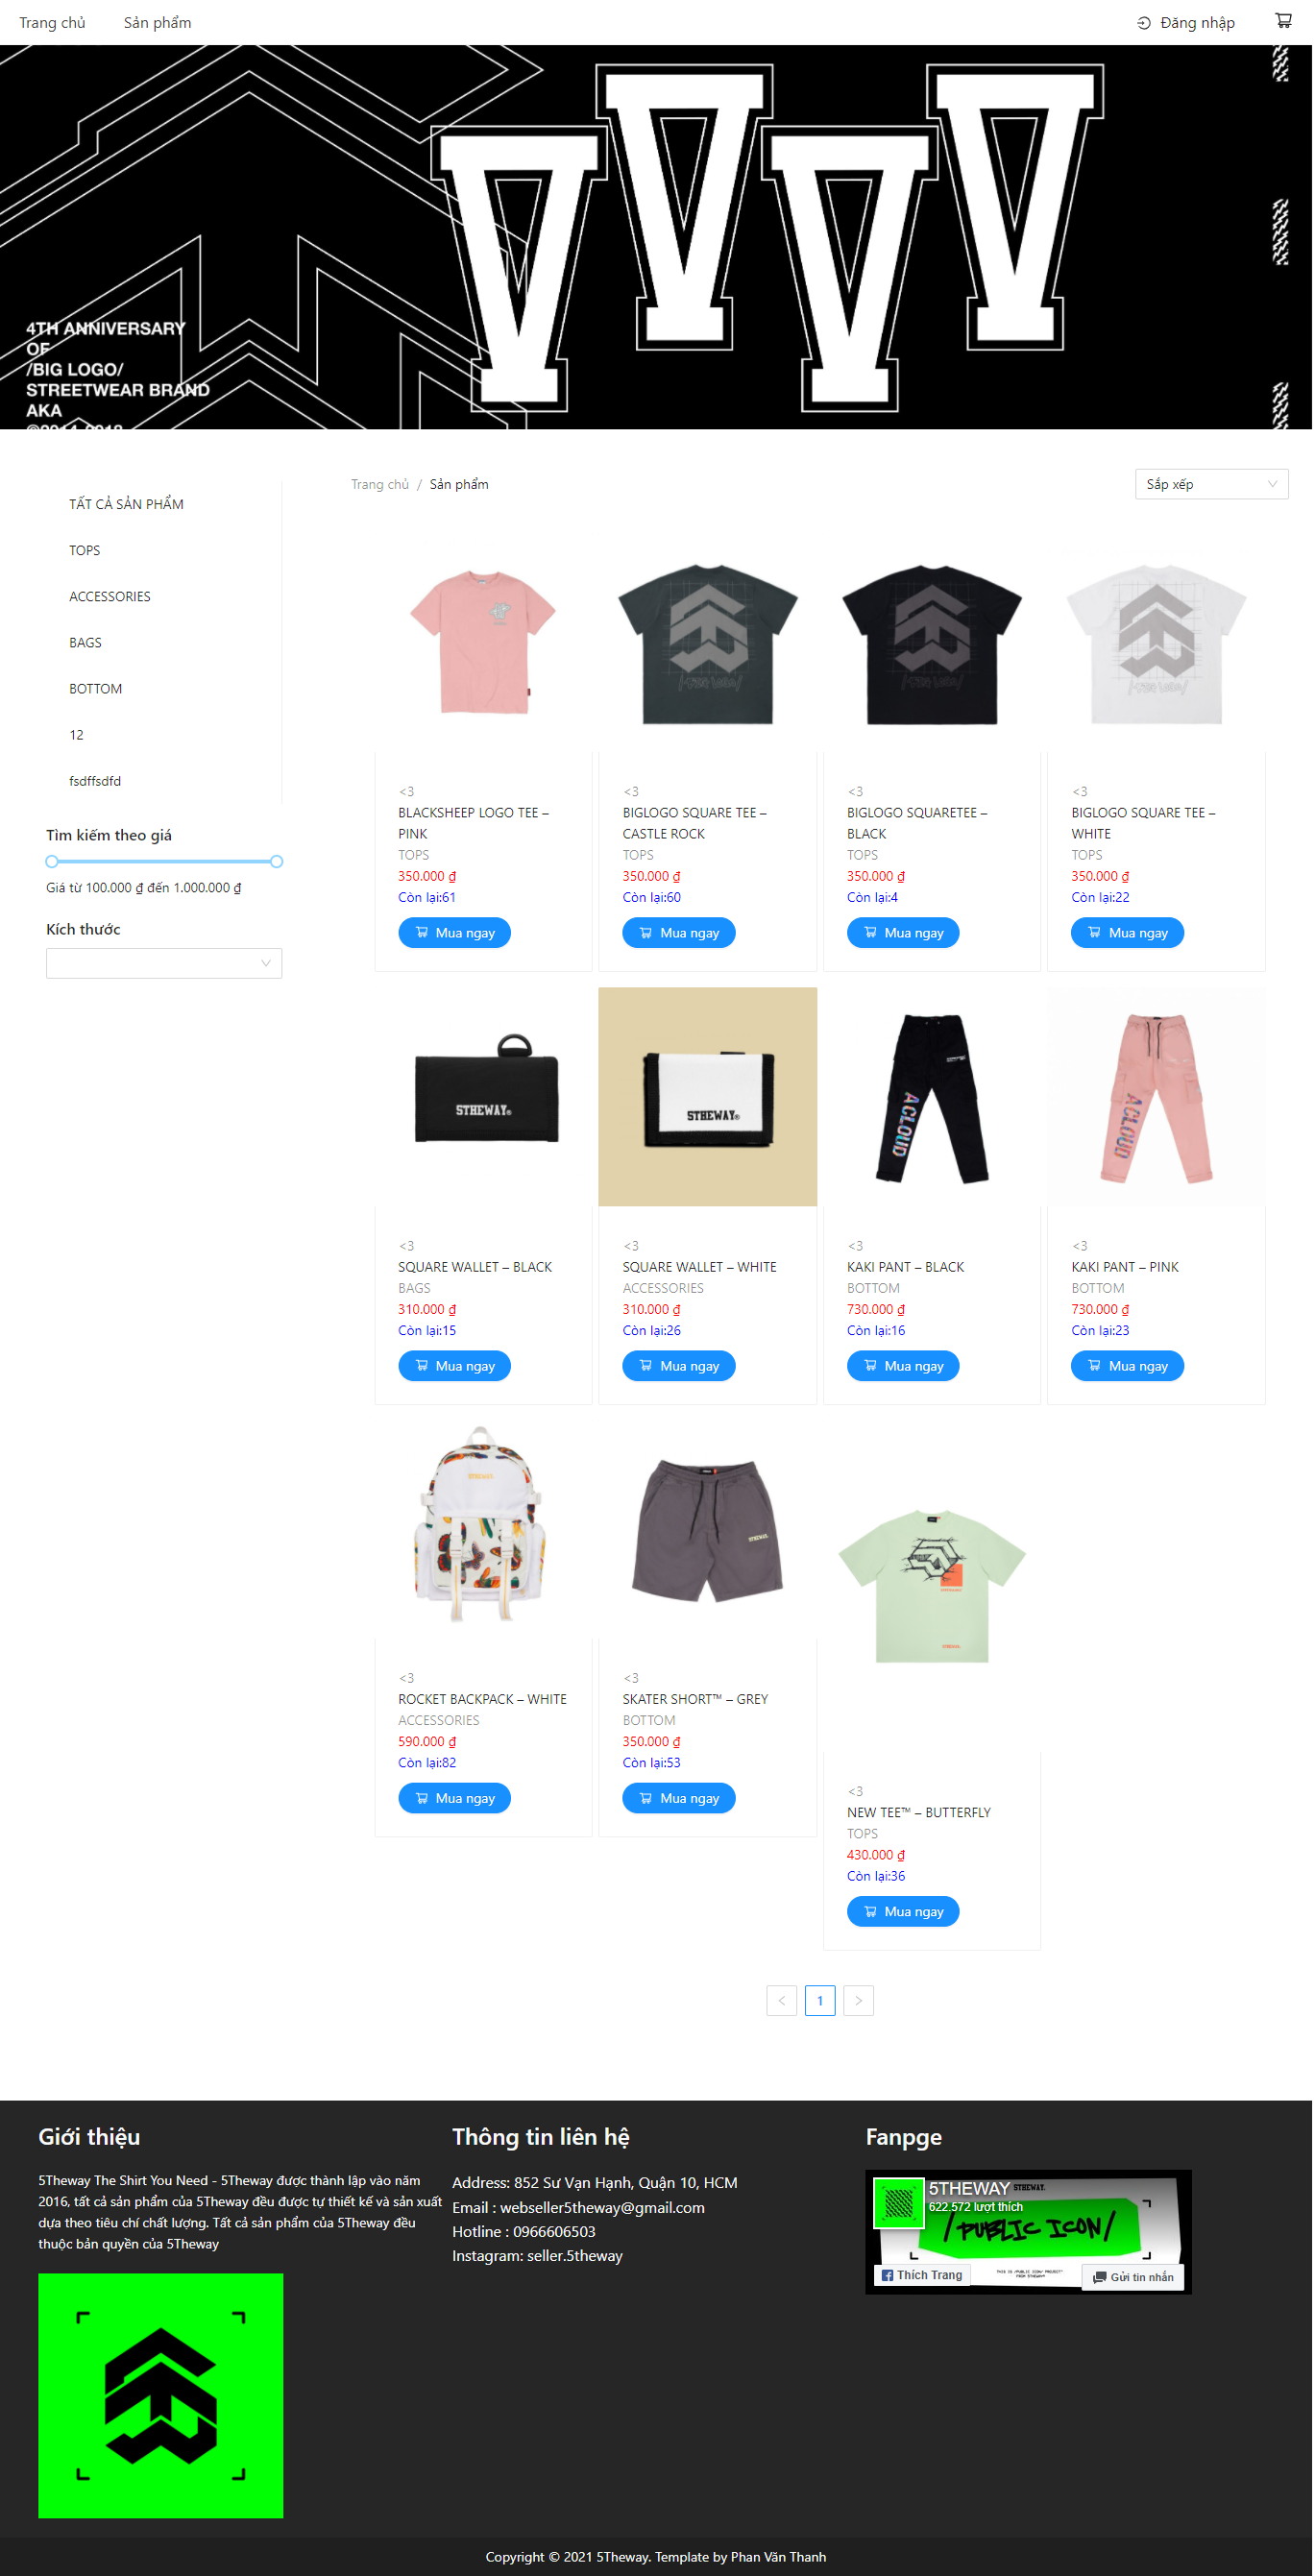 Trang chủ
Sản phẩm
Đăng nhập
4TH ANNIVERSARY
OF
/BIG LOGO/
STREETWEAR BRAND
AKA
TẤT CẢ SẢN PHẨM
TOPS
ACCESSORIES
BAGS
BOTTOM
12
fsdffsdfd
Tìm kiếm theo giá
Giá từ 100.000 ₫ đến 1.000.000 ₫
Kích thước
Trang chủ / Sản phẩm
Sắp xếp
<3
BLACKSHEEP LOGO TEE –
PINK
TOPS
350.000 ₫
Còn lại:61
Mua ngay
<3
BIGLOGO SQUARE TEE –
CASTLE ROCK
TOPS
350.000 ₫
Còn lại:60
Mua ngay
<3
BIGLOGO SQUARETEE –
BLACK
TOPS
350.000 ₫
Còn lại:4
Mua ngay
<3
BIGLOGO SQUARE TEE –
WHITE
TOPS
350.000 ₫
Còn lại:22
Mua ngay
5THEWAY®
<3
SQUARE WALLET – BLACK
BAGS
310.000 ₫
Còn lại:15
Mua ngay
5THEWAY®
<3
SQUARE WALLET – WHITE
ACCESSORIES
310.000 ₫
Còn lại:26
Mua ngay
ACLOUD
<3
KAKI PANT – BLACK
BOTTOM
730.000 ₫
Còn lại:16
Mua ngay
ACLOUD
<3
KAKI PANT – PINK
BOTTOM
730.000 ₫
Còn lại:23
Mua ngay
5THEWAY.
<3
ROCKET BACKPACK – WHITE
ACCESSORIES
590.000 ₫
Còn lại:82
Mua ngay
5THEWAY.
<3
SKATER SHORT™ – GREY
BOTTOM
350.000 ₫
Còn lại:53
Mua ngay
<3
NEW TEE™ – BUTTERFLY
TOPS
430.000 ₫
Còn lại:36
Mua ngay
1
Giới thiệu
5Theway The Shirt You Need - 5Theway được thành lập vào năm
2016, tất cả sản phẩm của 5Theway đều được tự thiết kế và sản xuất
dựa theo tiêu chí chất lượng. Tất cả sản phẩm của 5Theway đều
thuộc bản quyền của 5Theway
Thông tin liên hệ
Address: 852 Sư Vạn Hạnh, Quận 10, HCM
Email : webseller5theway@gmail.com
Hotline : 0966606503
Instagram: seller.5theway
Fanpge
5THEWAY
5THEWAY.
622.572 lượt thích
/PUBLIC ICON/
Thích Trang
Gửi tin nhắn
Copyright © 2021 5Theway. Template by Phan Văn Thanh